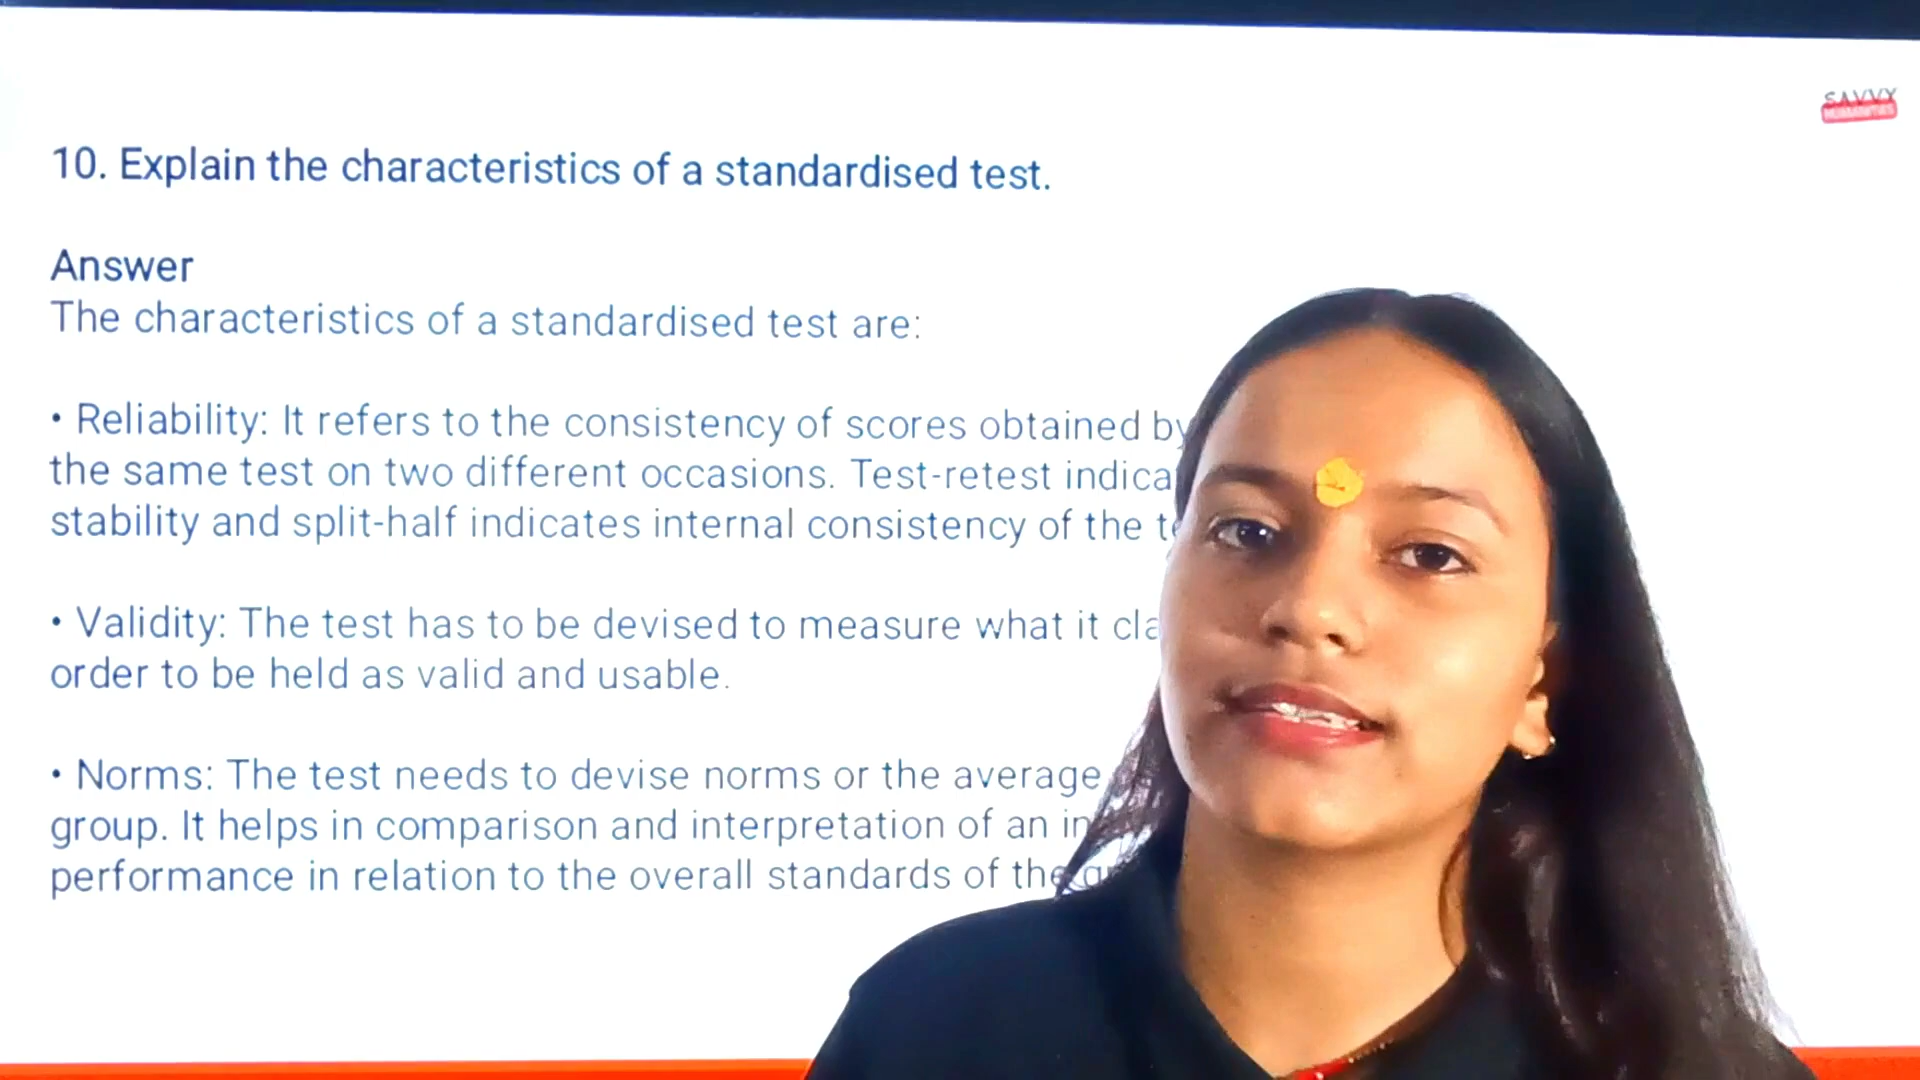 SAVVY
HUMANITIES
10. Explain the characteristics of a standardised test.
Answer
The characteristics of a standardised test are:
• Reliability: It refers to the consistency of scores obtained by
the same test on two different occasions. Test-retest
stability and split-half indicates internal consistency of the
• Validity: The test has to be devised to measure what it
order to be held as valid and usable.
• Norms: The test needs to devise norms or the average
group. It helps in comparison and interpretation of an
performance in relation to the overall standards of the